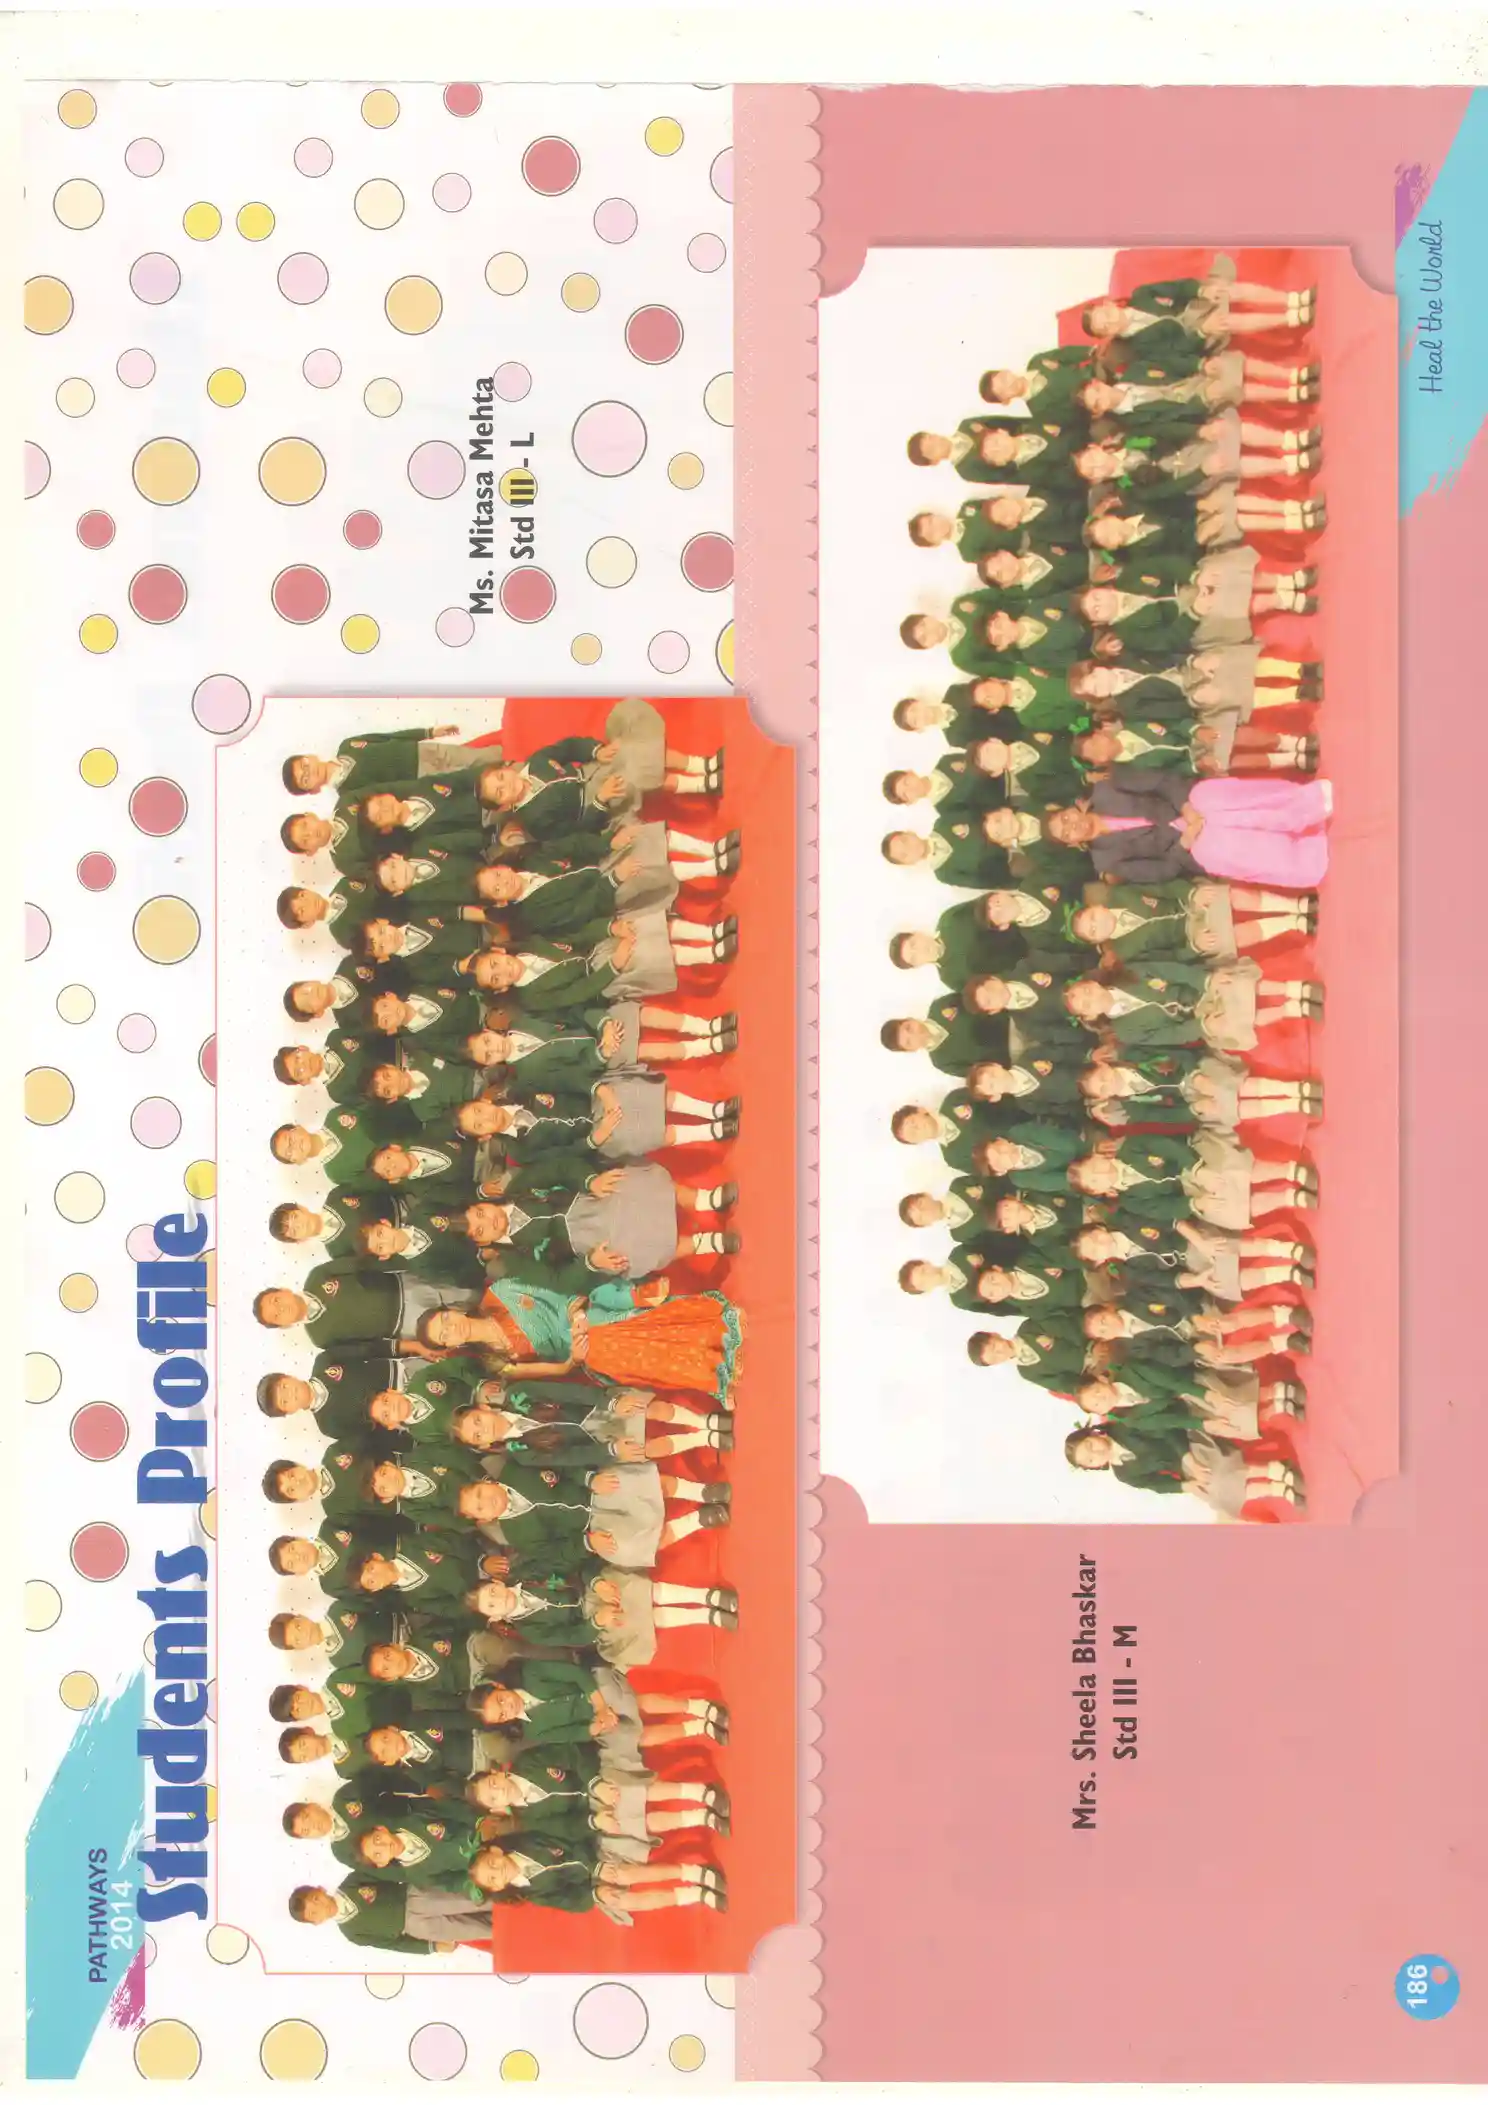 PATHWAYS
2014
Students Profile
Ms. Mitasa Mehta
Std III - L
Mrs. Sheela Bhaskar
Std III - M
186
Heal the World